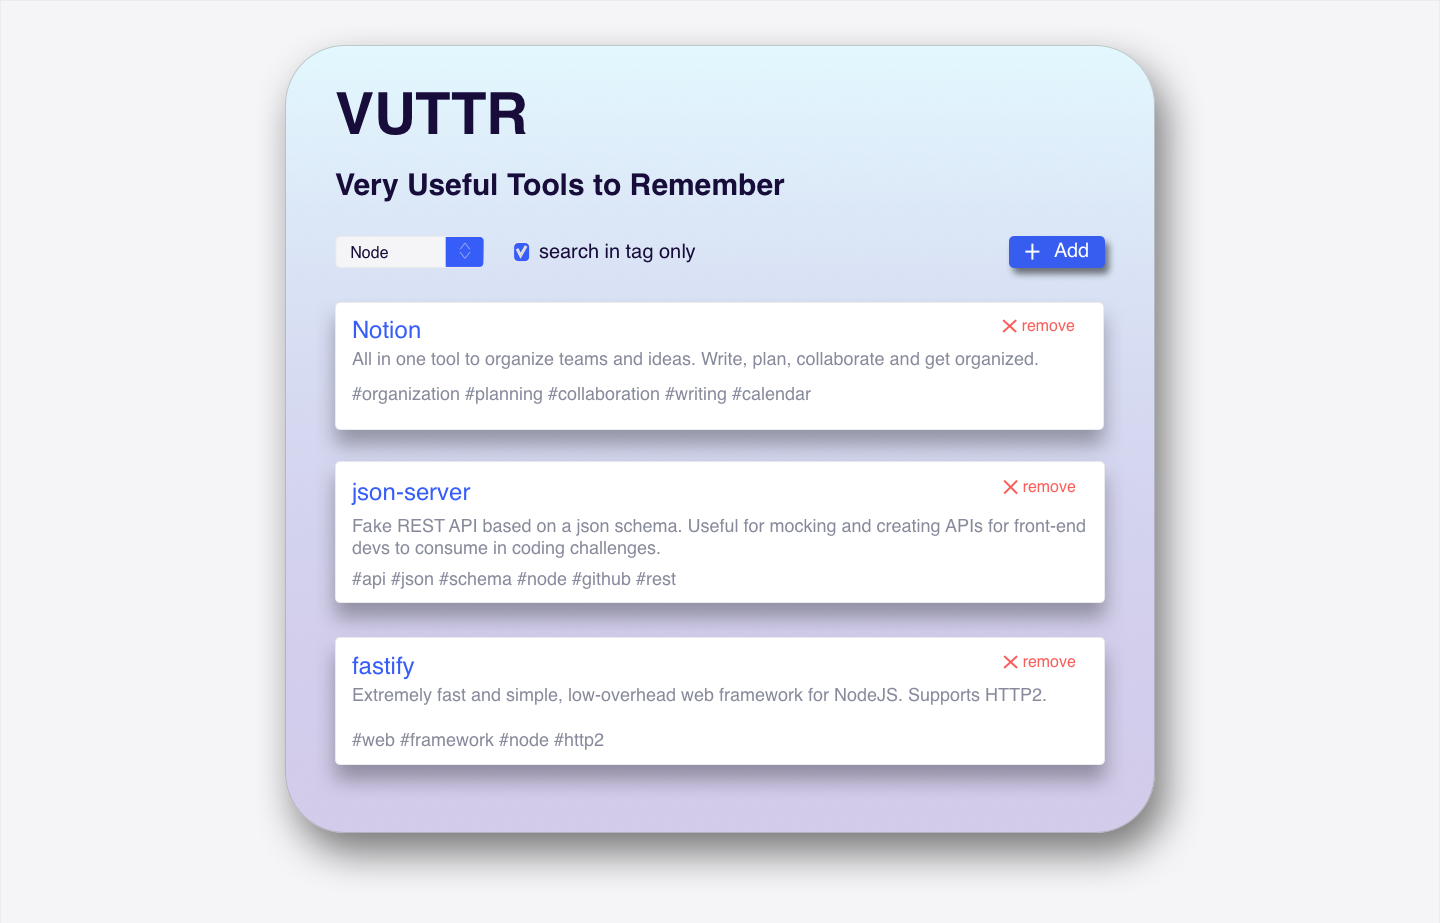 VUTTR
Very Useful Tools to Remember
Node
search in tag only
Add
Notion
remove
All in one tool to organize teams and ideas. Write, plan, collaborate and get organized.
#organization #planning #collaboration #writing #calendar
json-server
remove
Fake REST API based on a json schema. Useful for mocking and creating APIs for front-end
devs to consume in coding challenges.
#api #json #schema #node #github #rest
fastify
remove
Extremely fast and simple, low-overhead web framework for NodeJS. Supports HTTP2.
#web #framework #node #http2